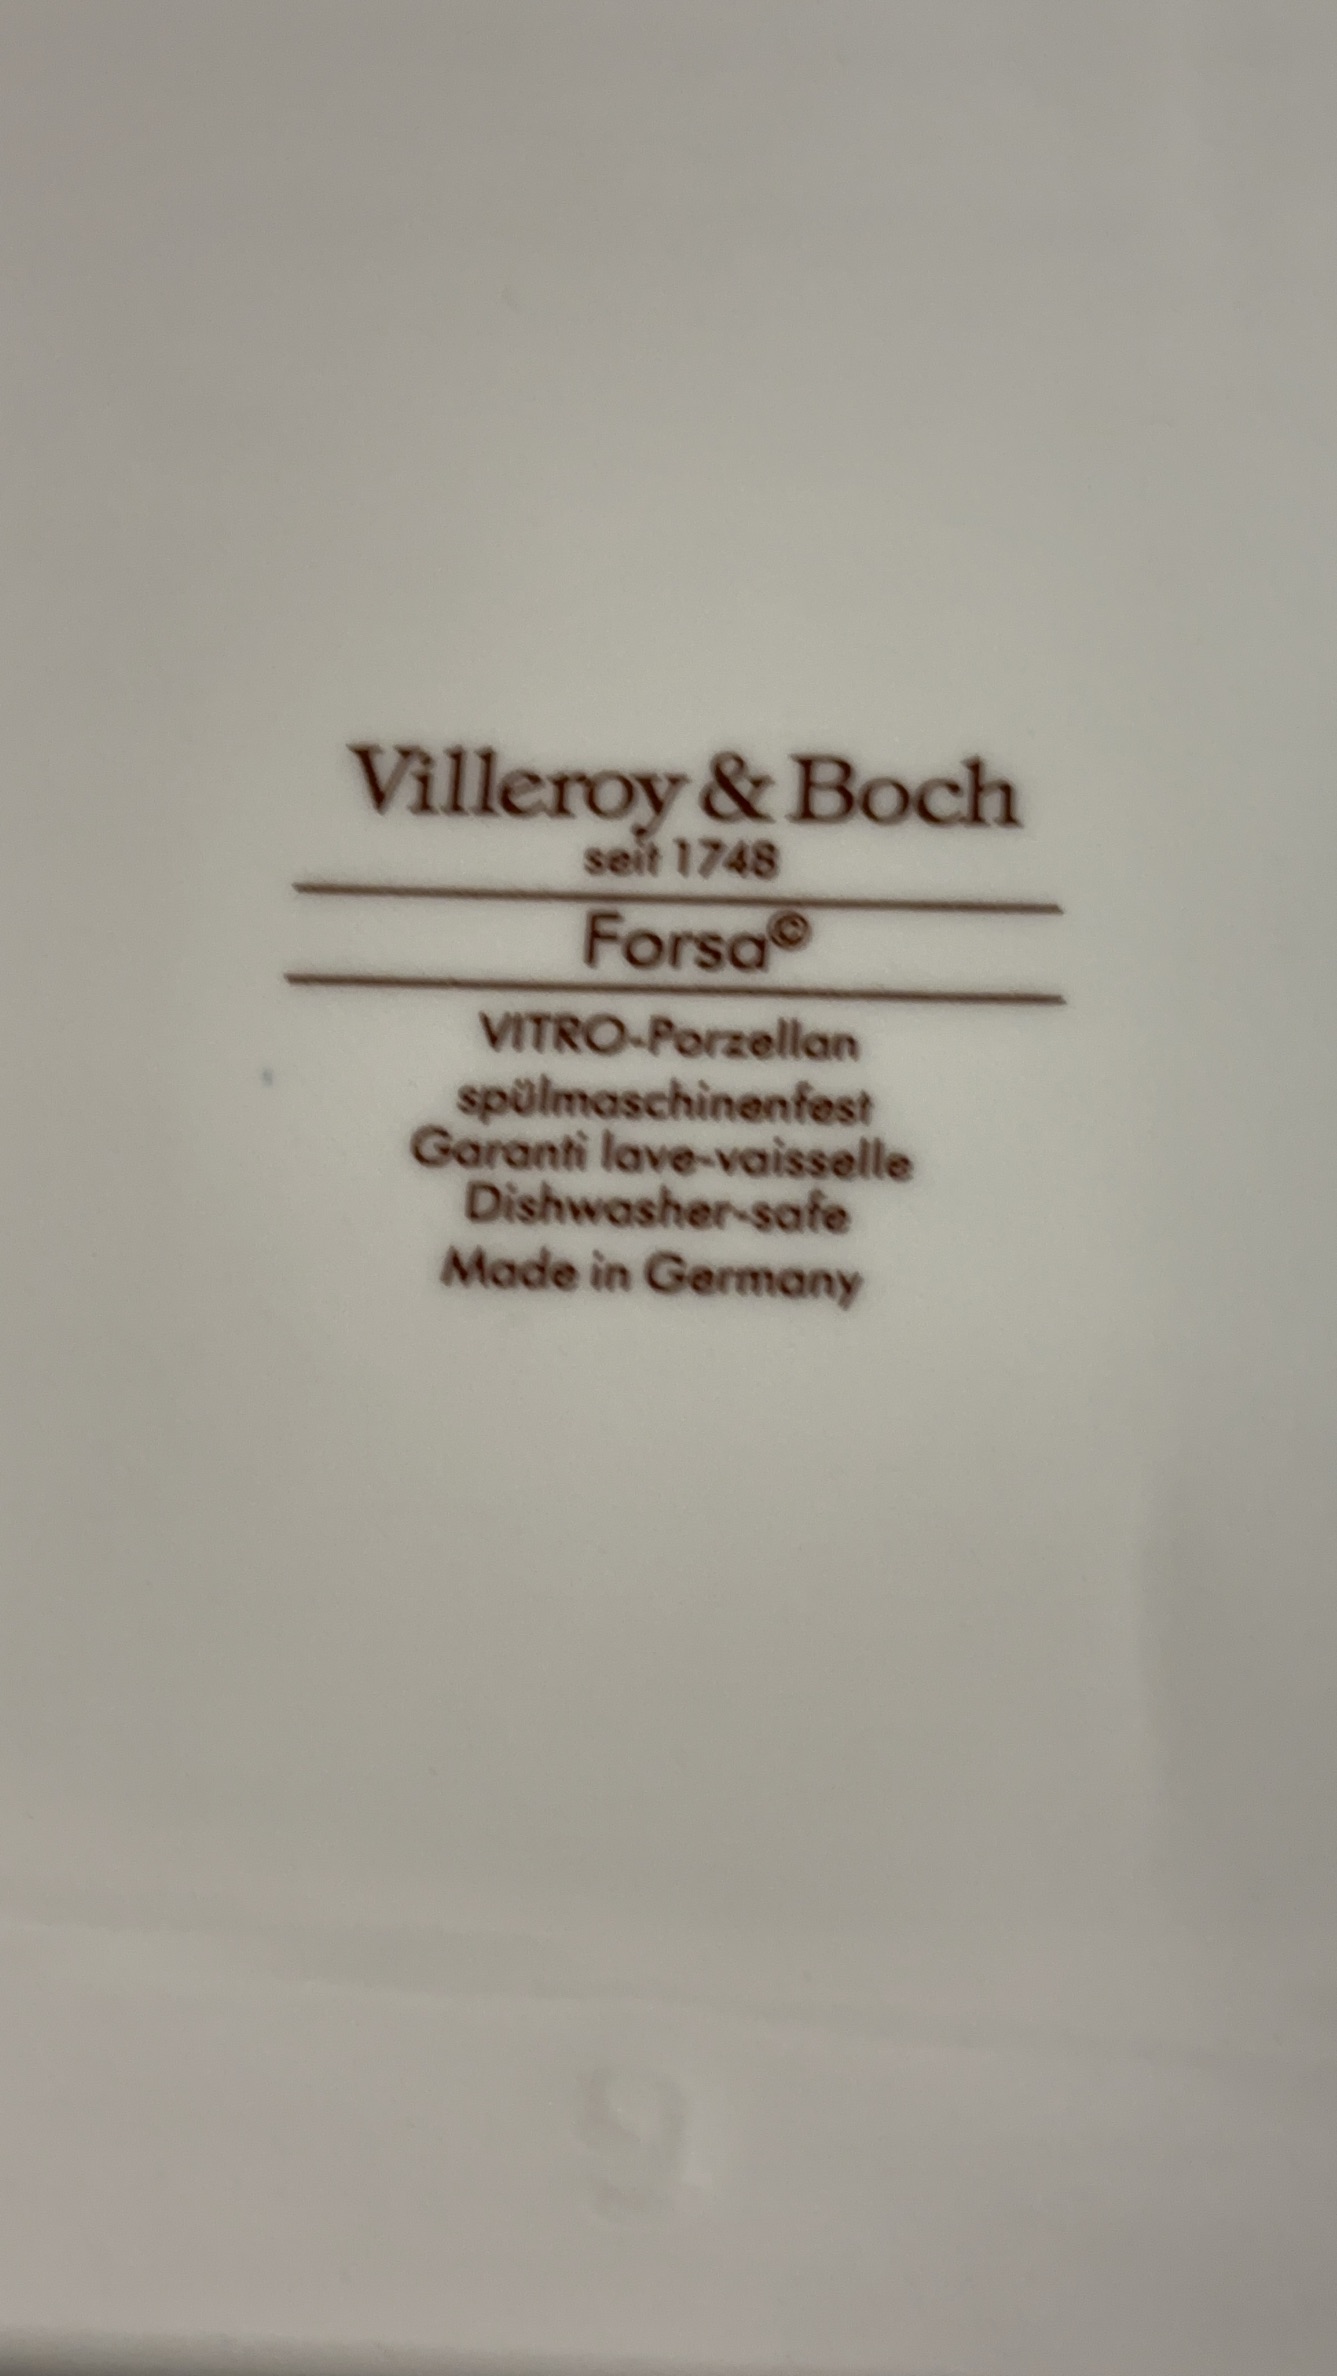 Villeroy & Boch
seit 1748
Forsa©
VITRO-Porzellan
spülmaschinenfest
Garanti lave-vaisselle
Dishwasher-safe
Made in Germany